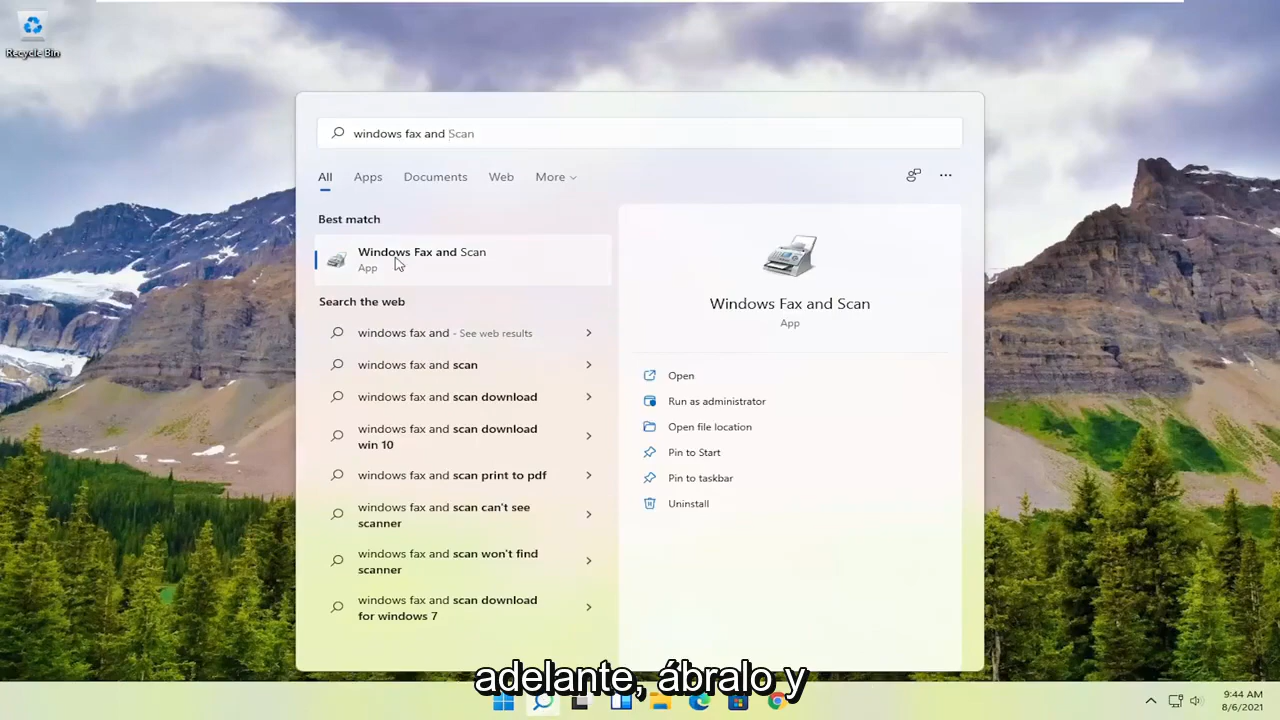 Recycle Bin
windows fax and Scan
All Apps Documents Web More
Best match
Windows Fax and Scan
App
Search the web
windows fax and - See web results
windows fax and scan
windows fax and scan download
windows fax and scan download
win 10
windows fax and scan print to pdf
windows fax and scan can't see
scanner
windows fax and scan won't find
scanner
windows fax and scan download
for windows 7
Windows Fax and Scan
App
Open
Run as administrator
Open file location
Pin to Start
Pin to taskbar
Uninstall
adelante, ábralo y
9:44 AM
8/6/2021